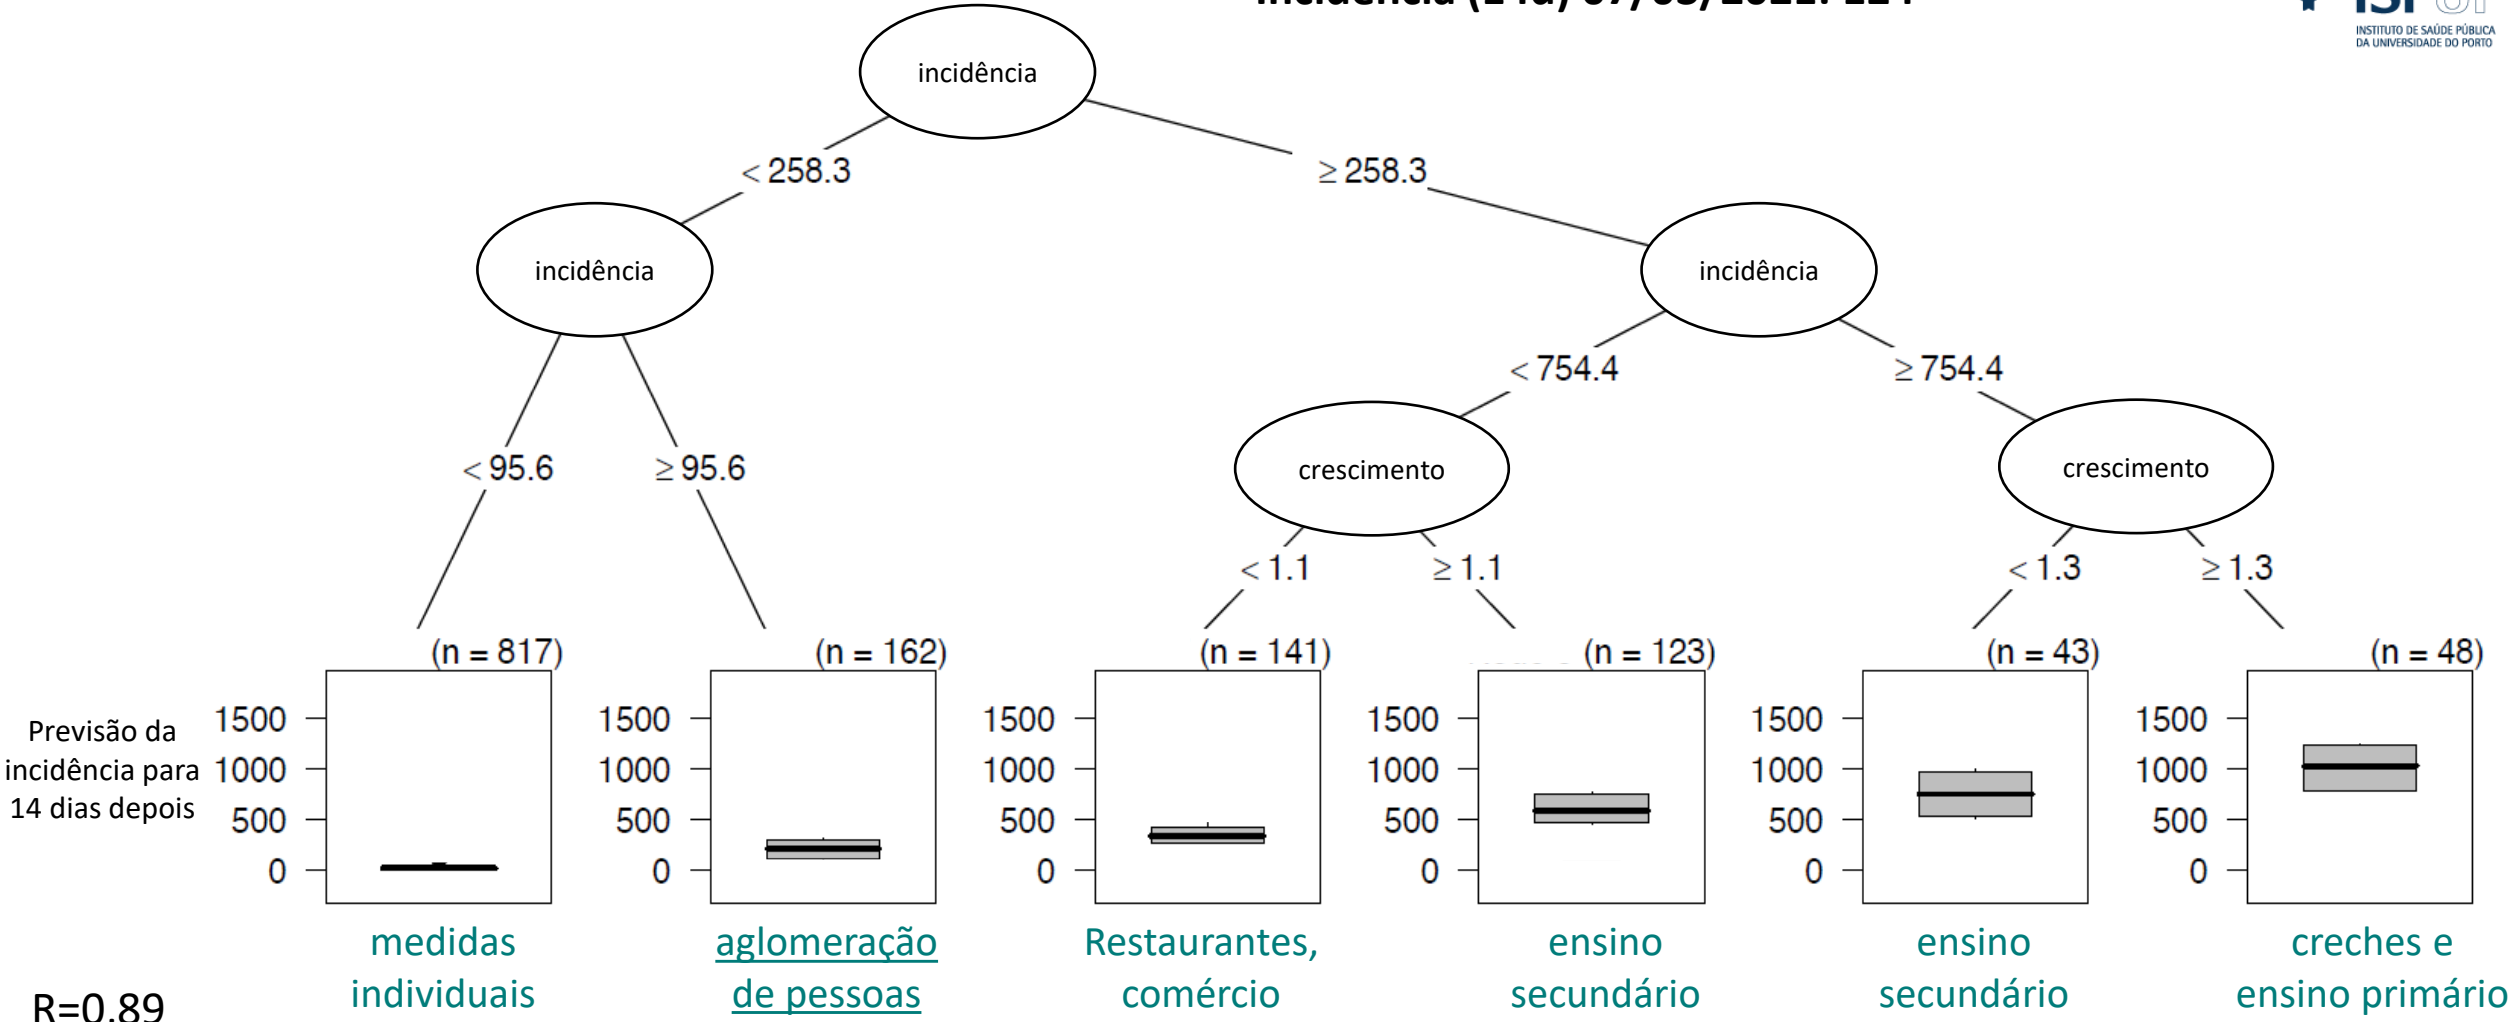 INSTITUTO DE SAÚDE PÚBLICA
DA UNIVERSIDADE DO PORTO
incidência
< 258.3
≥ 258.3
incidência
incidência
< 754.4
≥ 754.4
< 95.6
≥ 95.6
crescimento
crescimento
< 1.1
≥ 1.1
< 1.3
≥ 1.3
(n = 817)
(n = 162)
(n = 141)
(n = 123)
(n = 43)
(n = 48)
Previsão da
incidência para
14 dias depois
1500
1000
500
0
1500
1000
500
0
1500
1000
500
0
1500
1000
500
0
1500
1000
500
0
1500
1000
500
0
medidas
individuais
aglomeração
de pessoas
Restaurantes,
comércio
ensino
secundário
ensino
secundário
creches e
ensino primário
R=0.89